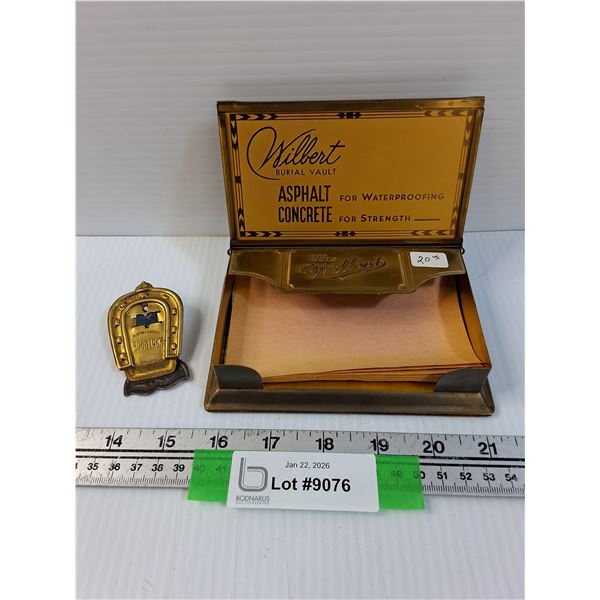 Wilbert
BURIAL VAULT
ASPHALT FOR WATERPROOFING
CONCRETE FOR STRENGTH
The Wilbert
20
14 15 16 17 18 19 20 21
35 36 37 38 39 40 41 49 50 51 52 53 54
Jan 22, 2026
Lot #9076
b
BODNARUS
AUCTIONEERING